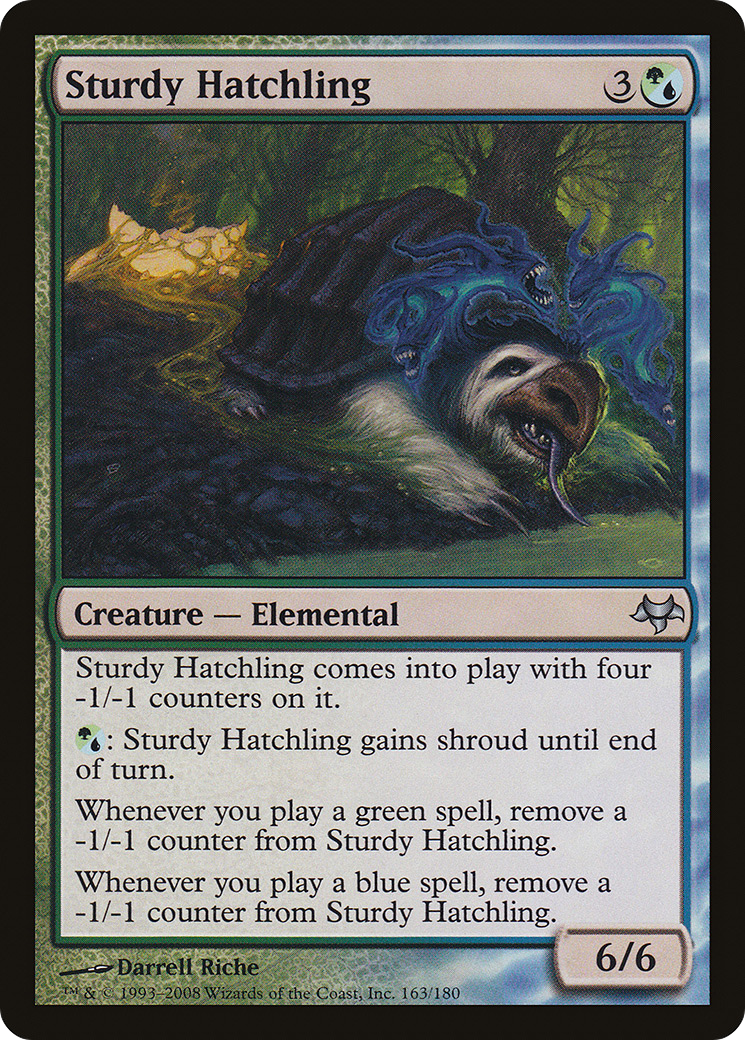 Sturdy Hatchling 3
Creature — Elemental
Sturdy Hatchling comes into play with four
-1/-1 counters on it.
: Sturdy Hatchling gains shroud until end
of turn.
Whenever you play a green spell, remove a
-1/-1 counter from Sturdy Hatchling.
Whenever you play a blue spell, remove a
-1/-1 counter from Sturdy Hatchling.
6/6
Darrell Riche
™ & © 1993–2008 Wizards of the Coast, Inc. 163/180